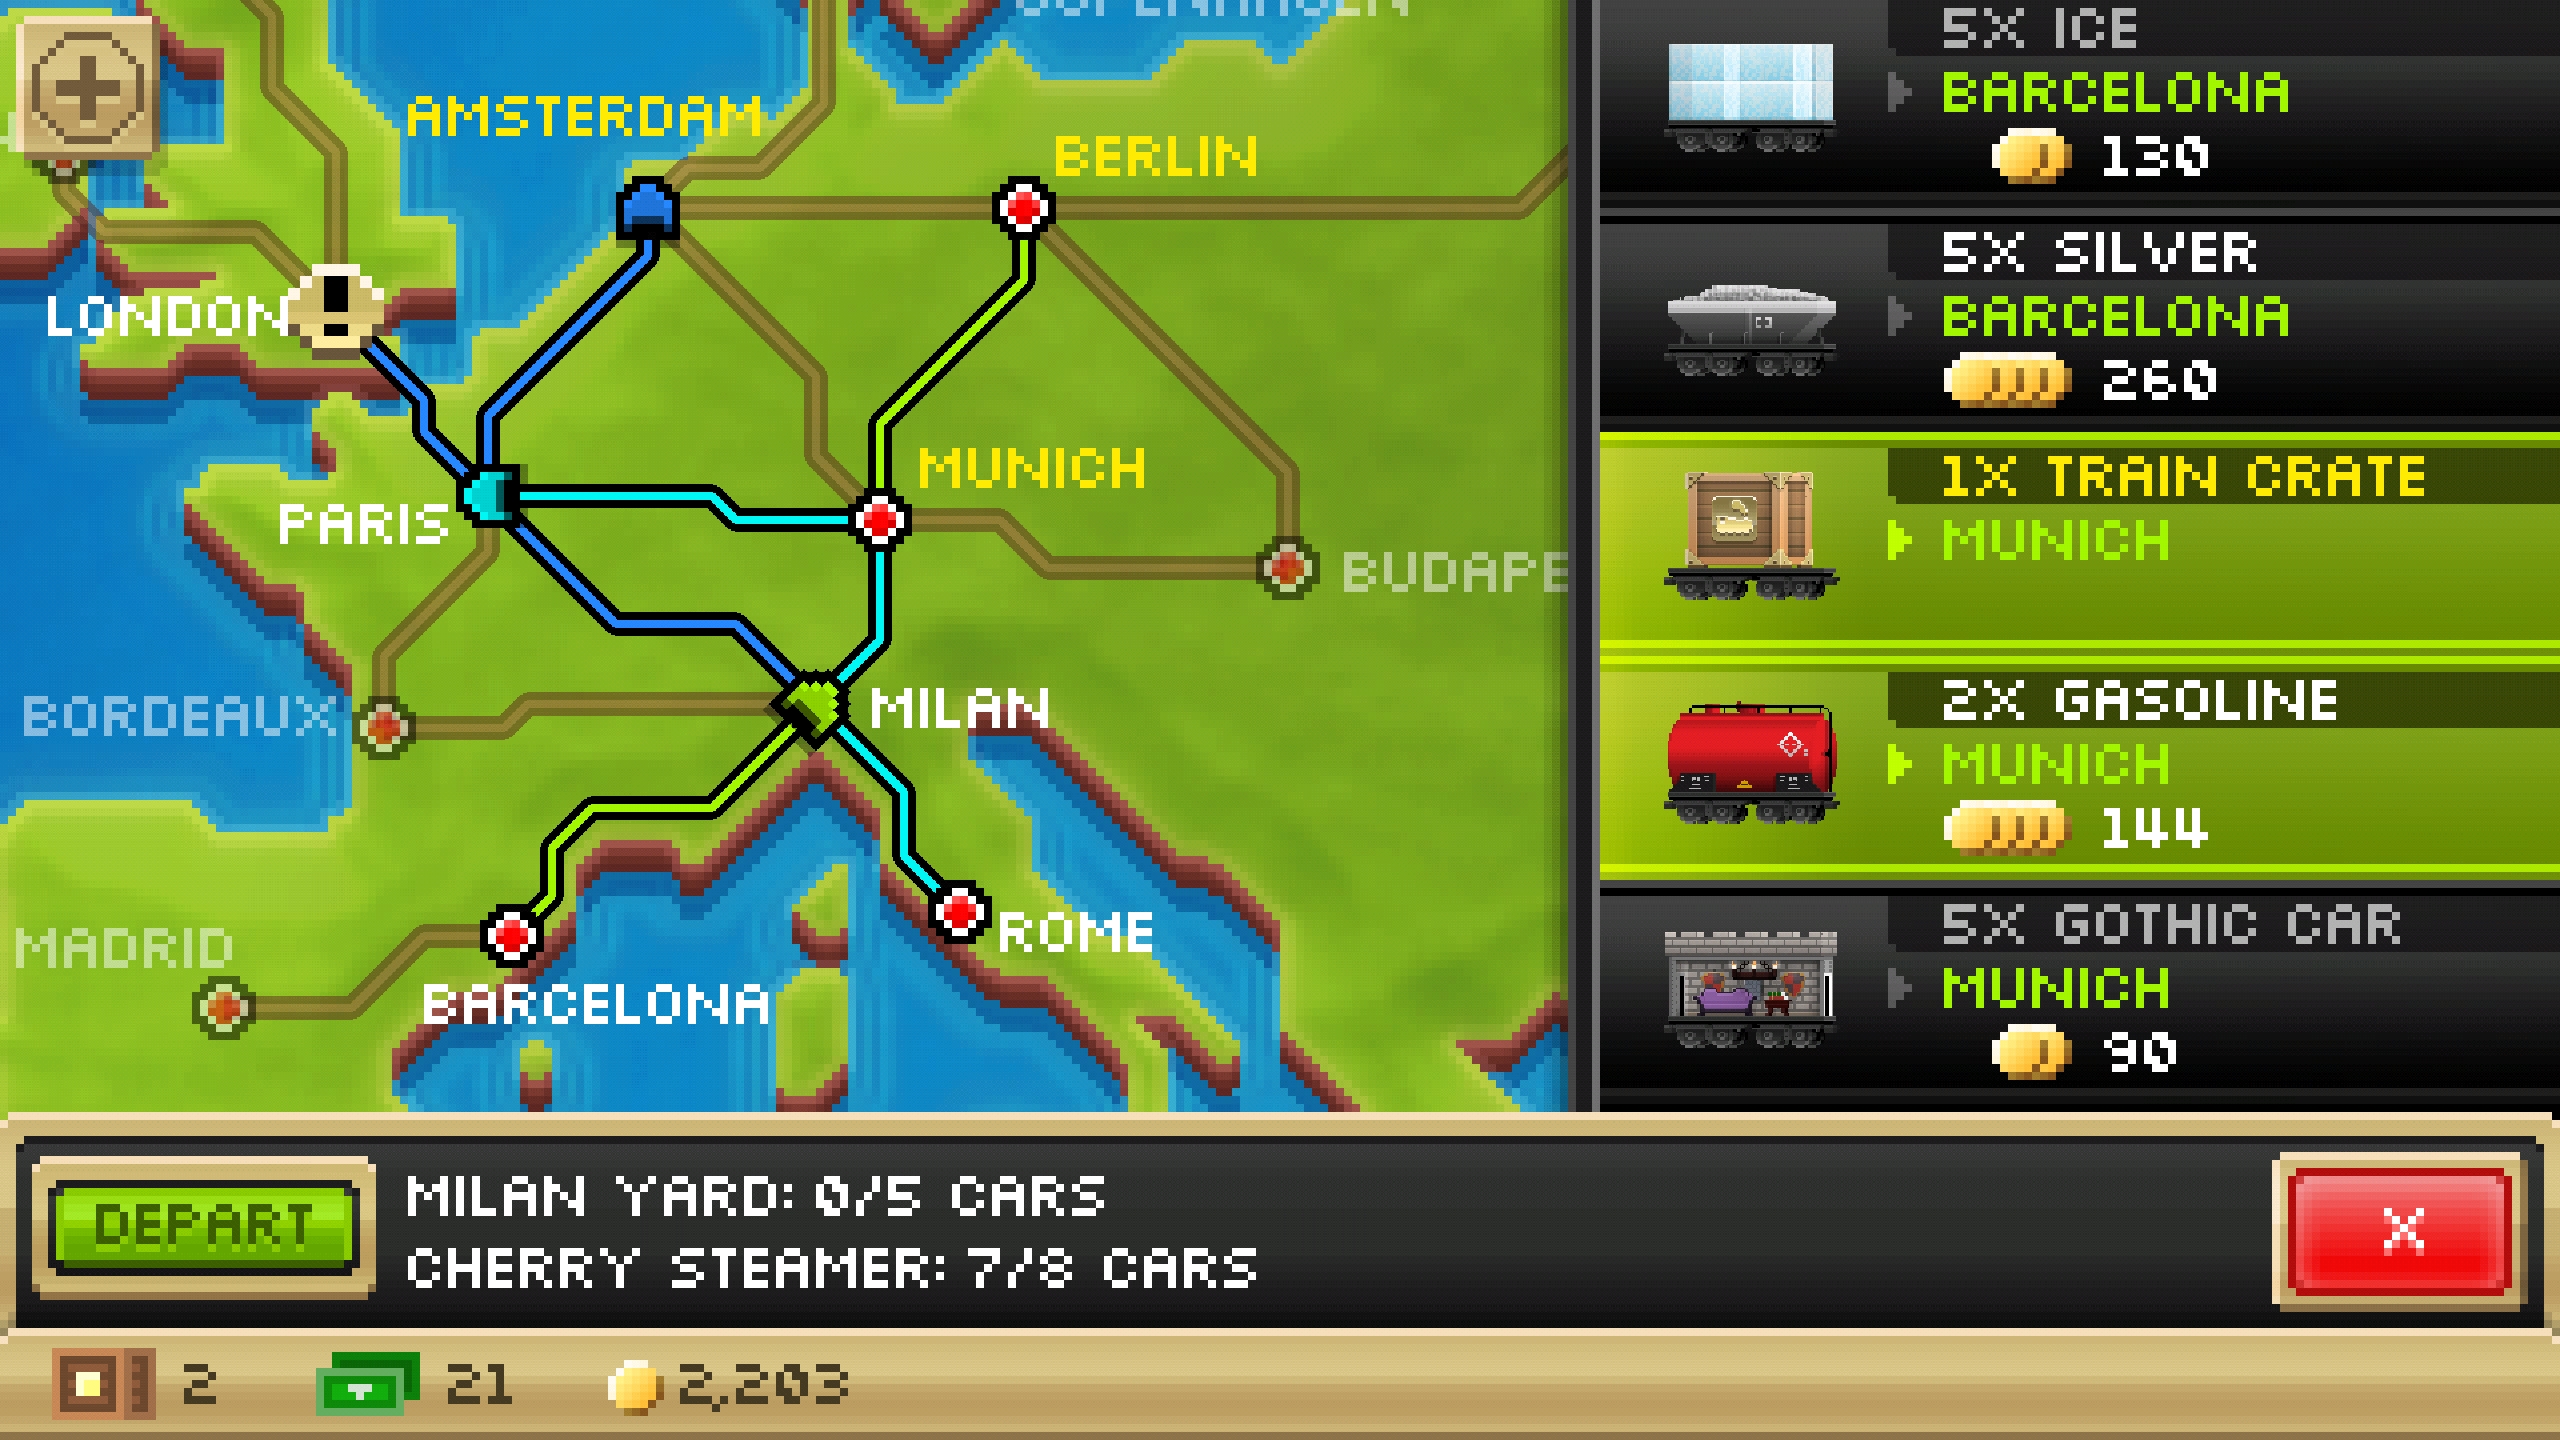 COPENHAGEN
AMSTERDAM
BERLIN
LONDON
MUNICH
PARIS
BUDAPE
BORDEAUX
MILAN
MADRID
ROME
BARCELONA
5X ICE
BARCELONA
130
5X SILVER
BARCELONA
260
1X TRAIN CRATE
MUNICH
2X GASOLINE
MUNICH
144
5X GOTHIC CAR
MUNICH
90
DEPART
MILAN YARD: 0/5 CARS
CHERRY STEAMER: 7/8 CARS
X
2
21
2,203